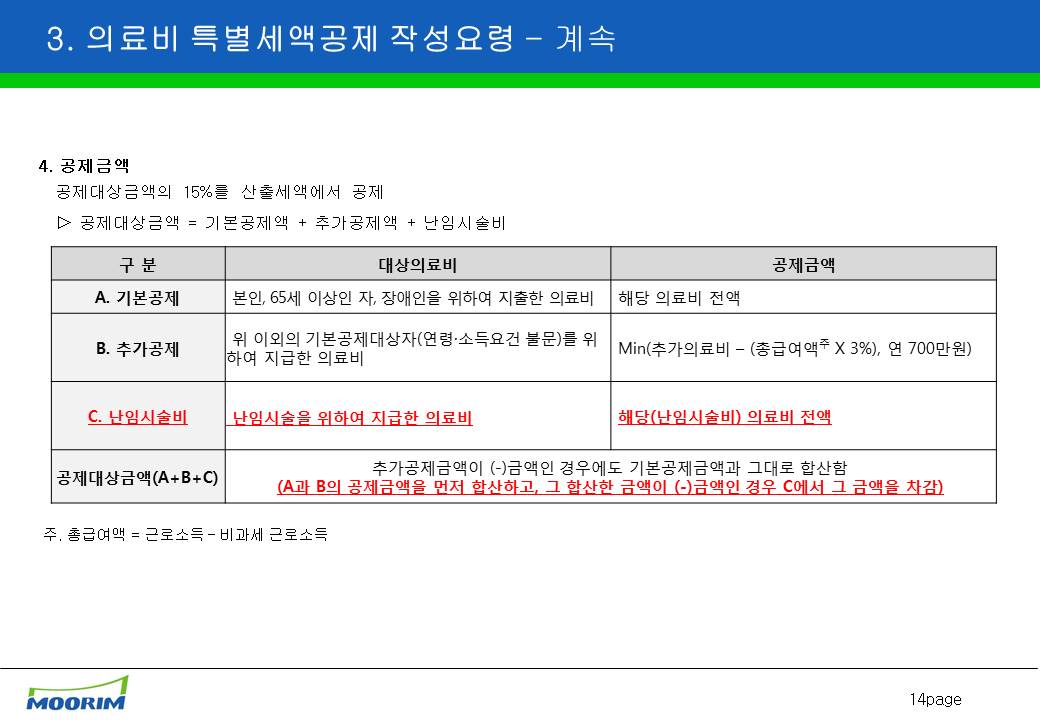 3. 의료비 특별세액공제 작성요령 – 계속
4. 공제금액
공제대상금액의 15%를 산출세액에서 공제
▷ 공제대상금액 = 기본공제액 + 추가공제액 + 난임시술비
구 분 대상의료비 공제금액
A. 기본공제 본인, 65세 이상인 자, 장애인을 위하여 지출한 의료비 해당 의료비 전액
B. 추가공제 위 이외의 기본공제대상자(연령·소득요건 불문)를 위
하여 지급한 의료비 Min(추가의료비 – (총급여액주 X 3%), 연 700만원)
C. 난임시술비 난임시술을 위하여 지급한 의료비 해당(난임시술비) 의료비 전액
공제대상금액(A+B+C) 추가공제금액이 (-)금액인 경우에도 기본공제금액과 그대로 합산함
(A과 B의 공제금액을 먼저 합산하고, 그 합산한 금액이 (-)금액인 경우 C에서 그 금액을 차감)
주. 총급여액 = 근로소득 – 비과세 근로소득
MOORIM
14page